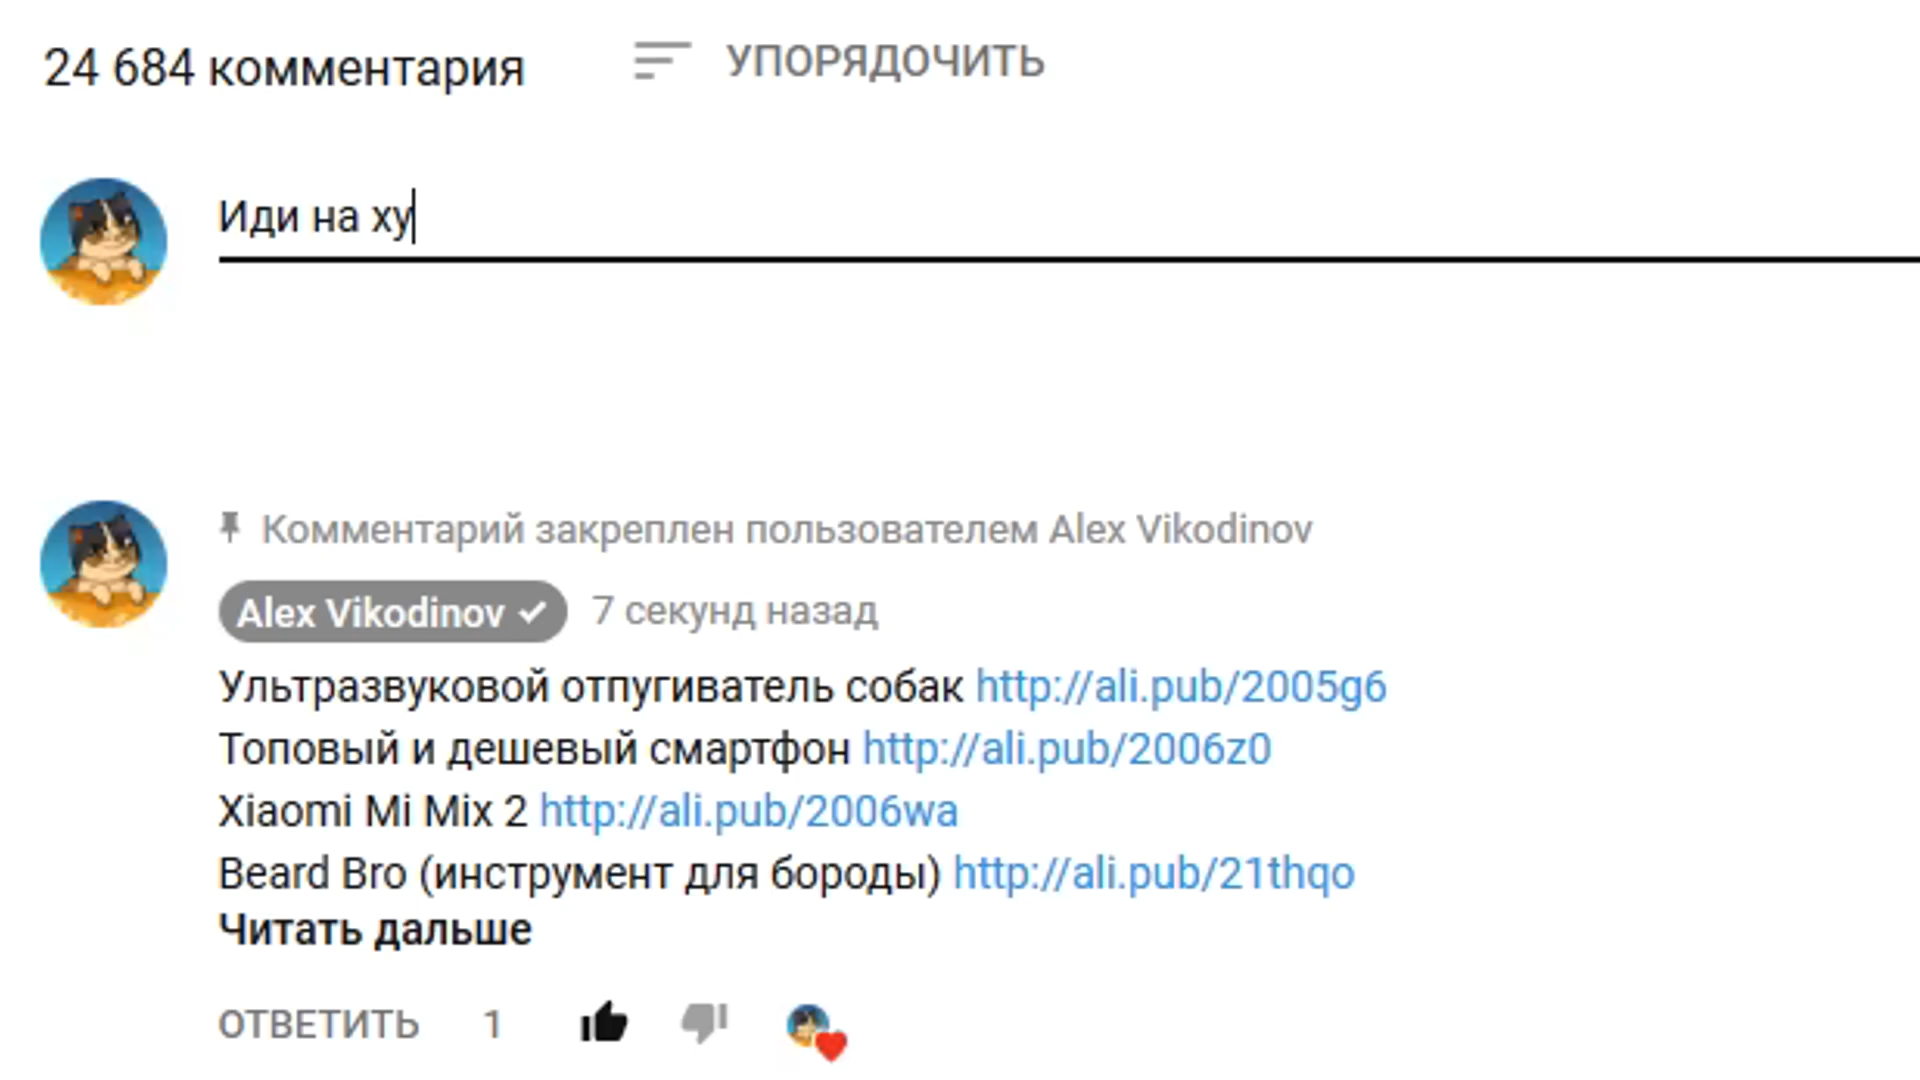 24 684 комментария
УПОРЯДОЧИТЬ
Иди на ху
Комментарий закреплен пользователем Alex Vikodinov
Alex Vikodinov 7 секунд назад
Ультразвуковой отпугиватель собак http://ali.pub/2005g6
Топовый и дешевый смартфон http://ali.pub/2006z0
Xiaomi Mi Mix 2 http://ali.pub/2006wa
Beard Bro (инструмент для бороды) http://ali.pub/21thqo
Читать дальше
ОТВЕТИТЬ 1